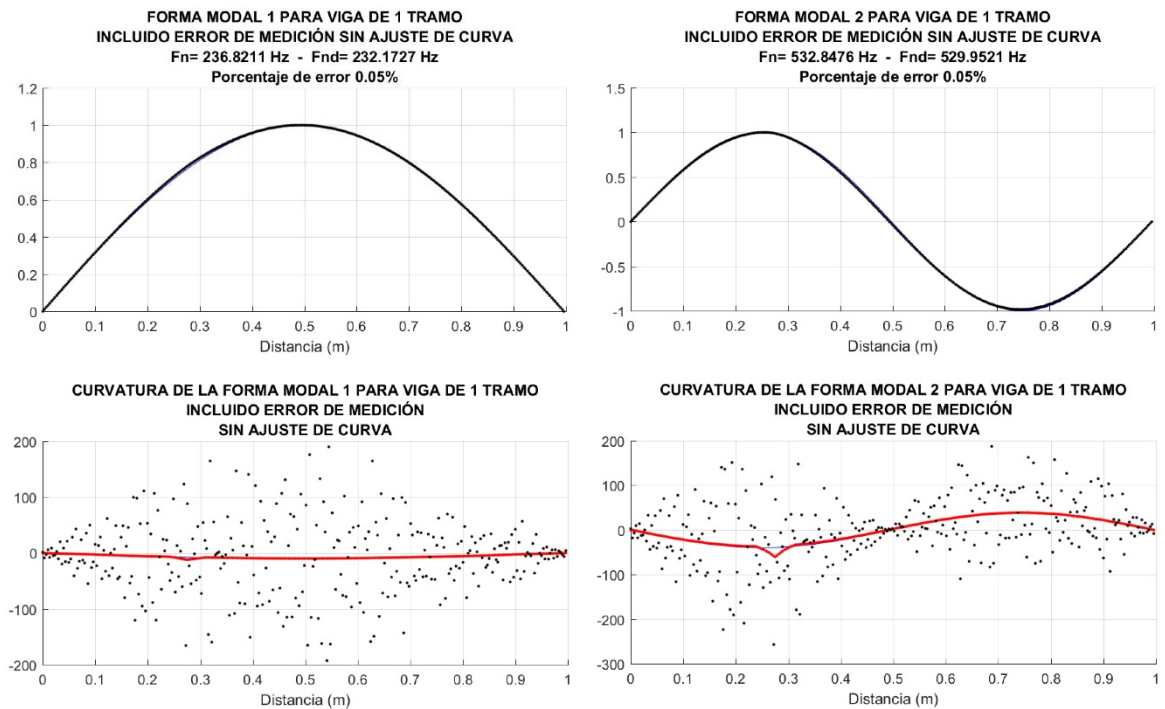 FORMA MODAL 1 PARA VIGA DE 1 TRAMO
INCLUIDO ERROR DE MEDICIÓN SIN AJUSTE DE CURVA
Fn= 236.8211 Hz - Fnd= 232.1727 Hz
Porcentaje de error 0.05%
1.2
1
0.8
0.6
0.4
0.2
0
0 0.1 0.2 0.3 0.4 0.5 0.6 0.7 0.8 0.9 1
Distancia (m)
FORMA MODAL 2 PARA VIGA DE 1 TRAMO
INCLUIDO ERROR DE MEDICIÓN SIN AJUSTE DE CURVA
Fn= 532.8476 Hz - Fnd= 529.9521 Hz
Porcentaje de error 0.05%
1.5
1
0.5
0
-0.5
-1
0 0.1 0.2 0.3 0.4 0.5 0.6 0.7 0.8 0.9 1
Distancia (m)
CURVATURA DE LA FORMA MODAL 1 PARA VIGA DE 1 TRAMO
INCLUIDO ERROR DE MEDICIÓN
SIN AJUSTE DE CURVA
200
100
0
-100
-200
0 0.1 0.2 0.3 0.4 0.5 0.6 0.7 0.8 0.9 1
Distancia (m)
CURVATURA DE LA FORMA MODAL 2 PARA VIGA DE 1 TRAMO
INCLUIDO ERROR DE MEDICIÓN
SIN AJUSTE DE CURVA
200
100
0
-100
-200
-300
0 0.1 0.2 0.3 0.4 0.5 0.6 0.7 0.8 0.9 1
Distancia (m)